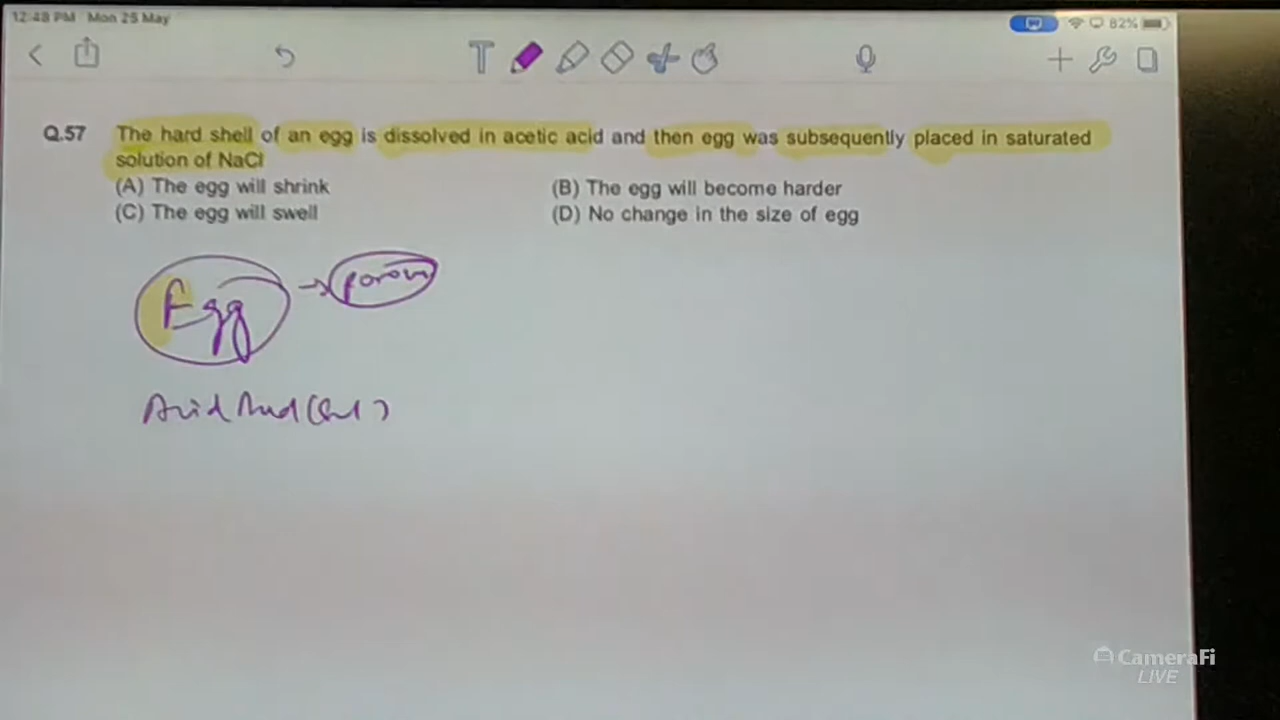 12:48 PM Mon 25 May
82%
Q.57 The hard shell of an egg is dissolved in acetic acid and then egg was subsequently placed in saturated
solution of NaCl
(A) The egg will shrink (B) The egg will become harder
(C) The egg will swell (D) No change in the size of egg
Egg →
Acid
CameraFi
LIVE